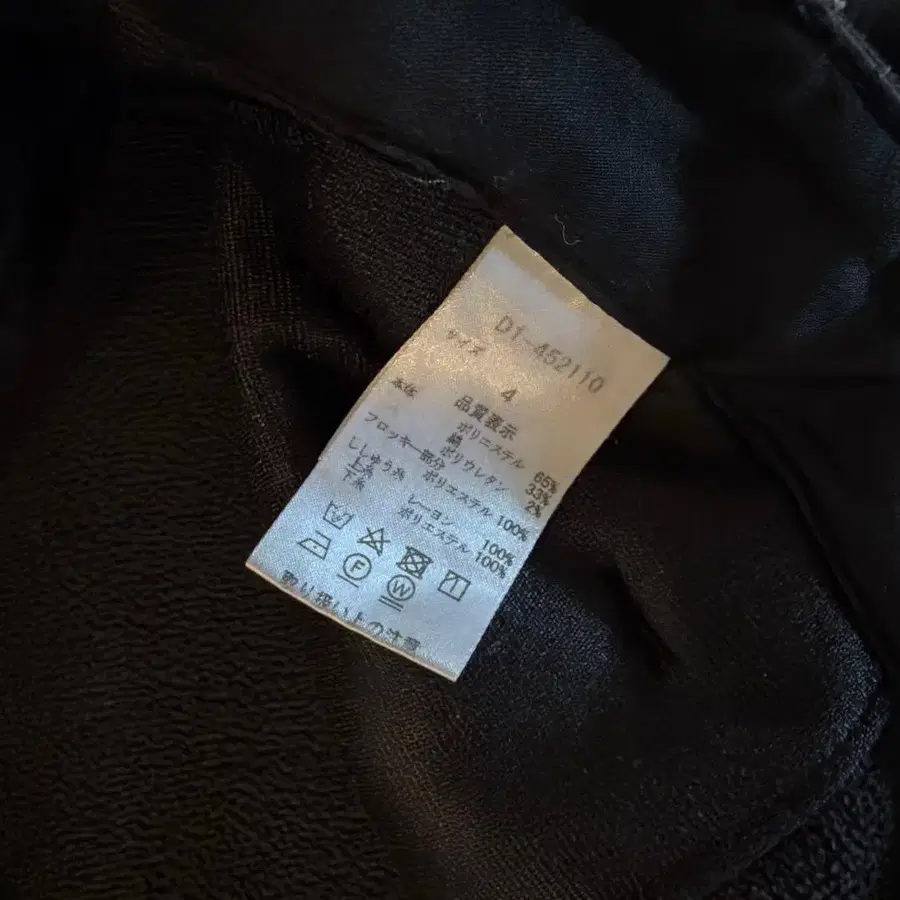 D1-452110
サイズ 4
品質表示
本体 ポリエステル 65%
綿 33%
ポリウレタン 2%
フロッキー部分 ポリエステル 100%
ししゅう糸
上糸 レーヨン 100%
下糸 ポリエステル 100%
F W
取り扱い上の注意